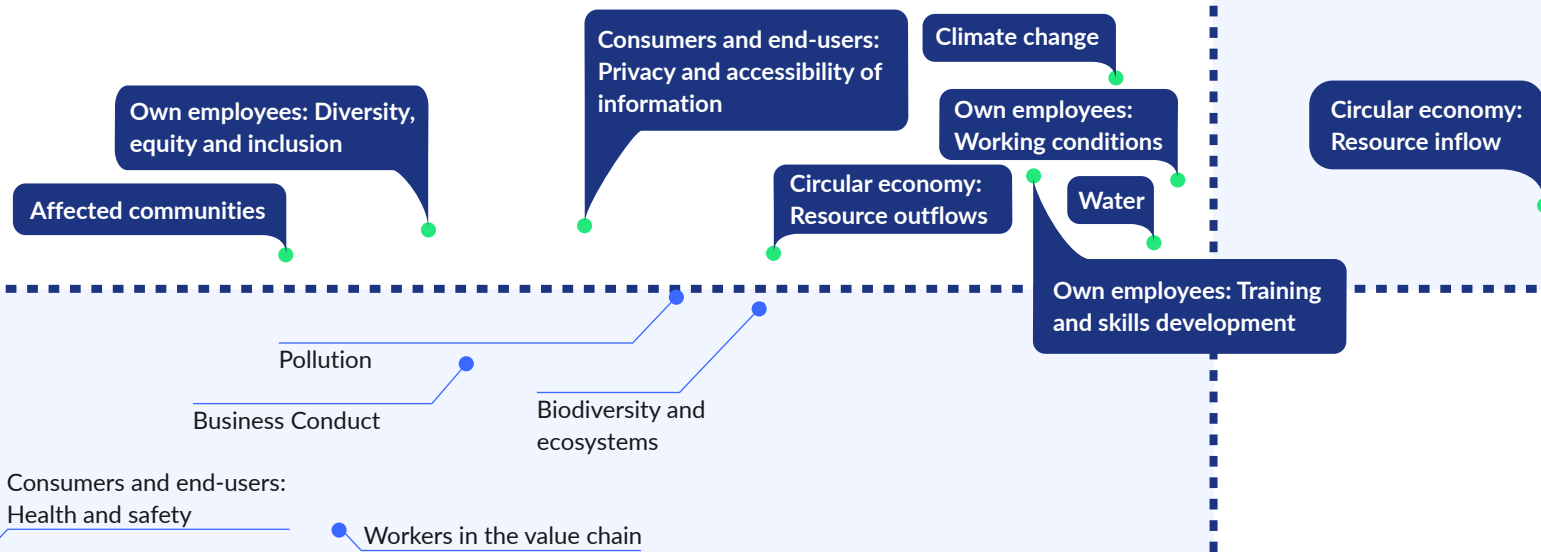 Consumers and end-users:
Privacy and accessibility of
information
Climate change
Own employees: Diversity,
equity and inclusion
Own employees:
Working conditions
Circular economy:
Resource inflow
Affected communities
Circular economy:
Resource outflows
Water
Own employees: Training
and skills development
Pollution
Business Conduct
Biodiversity and
ecosystems
Consumers and end-users:
Health and safety
Workers in the value chain